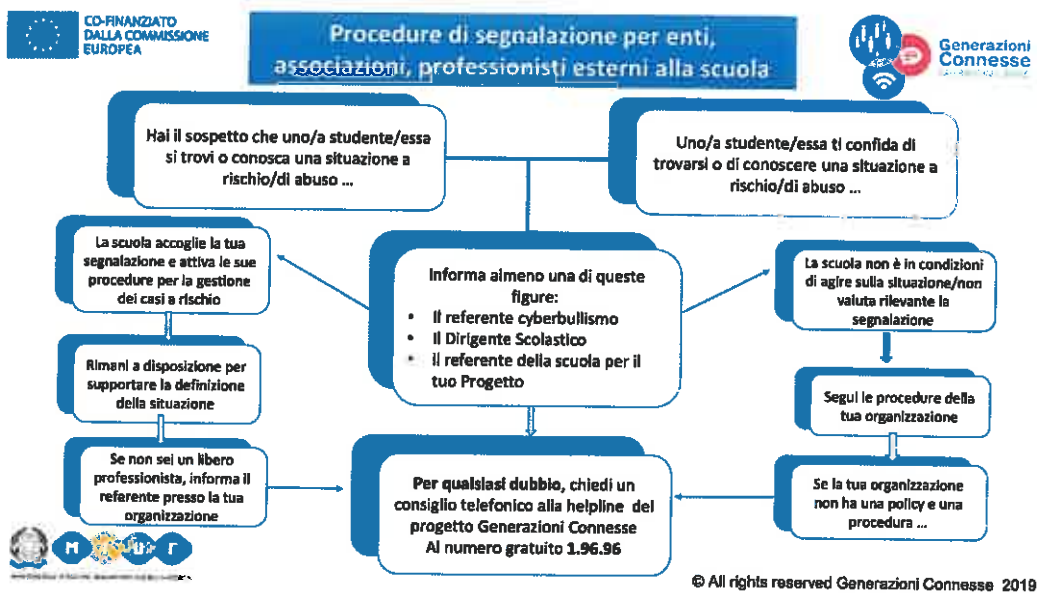 CO-FINANZIATO
DALLA COMMISSIONE
EUROPEA
Procedure di segnalazione per enti,
associazioni, professionisti esterni alla scuola
Generazioni
Connesse
Hai il sospetto che uno/a studente/essa
si trovi o conosca una situazione a
rischio/di abuso ...
Uno/a studente/essa ti confida di
trovarsi o di conoscere una situazione a
rischio/di abuso ...
La scuola accoglie la tua
segnalazione e attiva le sue
procedure per la gestione
dei casi a rischio
Informa almeno una di queste
figure:
• Il referente cyberbullismo
• Il Dirigente Scolastico
• Il referente della scuola per il
tuo Progetto
La scuola non è in condizioni
di agire sulla situazione/non
valuta rilevante la
segnalazione
Rimani a disposizione per
supportare la definizione
della situazione
Segui le procedure della
tua organizzazione
Se non sei un libero
professionista, informa il
referente presso la tua
organizzazione
Per qualsiasi dubbio, chiedi un
consiglio telefonico alla helpline del
progetto Generazioni Connesse
Al numero gratuito 1.96.96
Se la tua organizzazione
non ha una policy e una
procedura ...
© All rights reserved Generazioni Connesse 2019